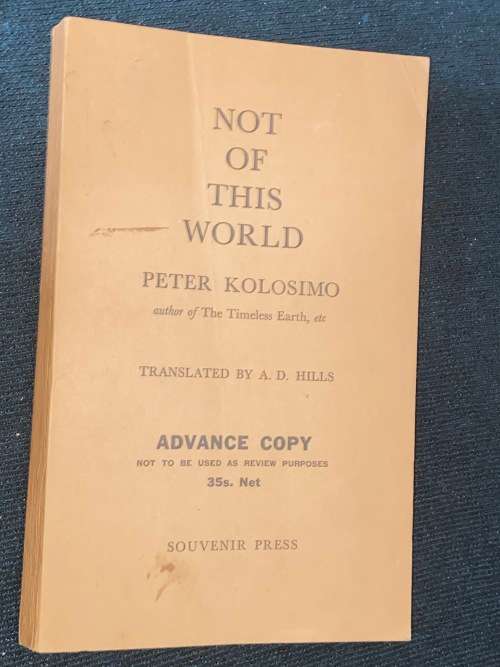 NOT
OF
THIS
WORLD
PETER KOLOSIMO
author of The Timeless Earth, etc
TRANSLATED BY A. D. HILLS
ADVANCE COPY
NOT TO BE USED AS REVIEW PURPOSES
35s. Net
SOUVENIR PRESS